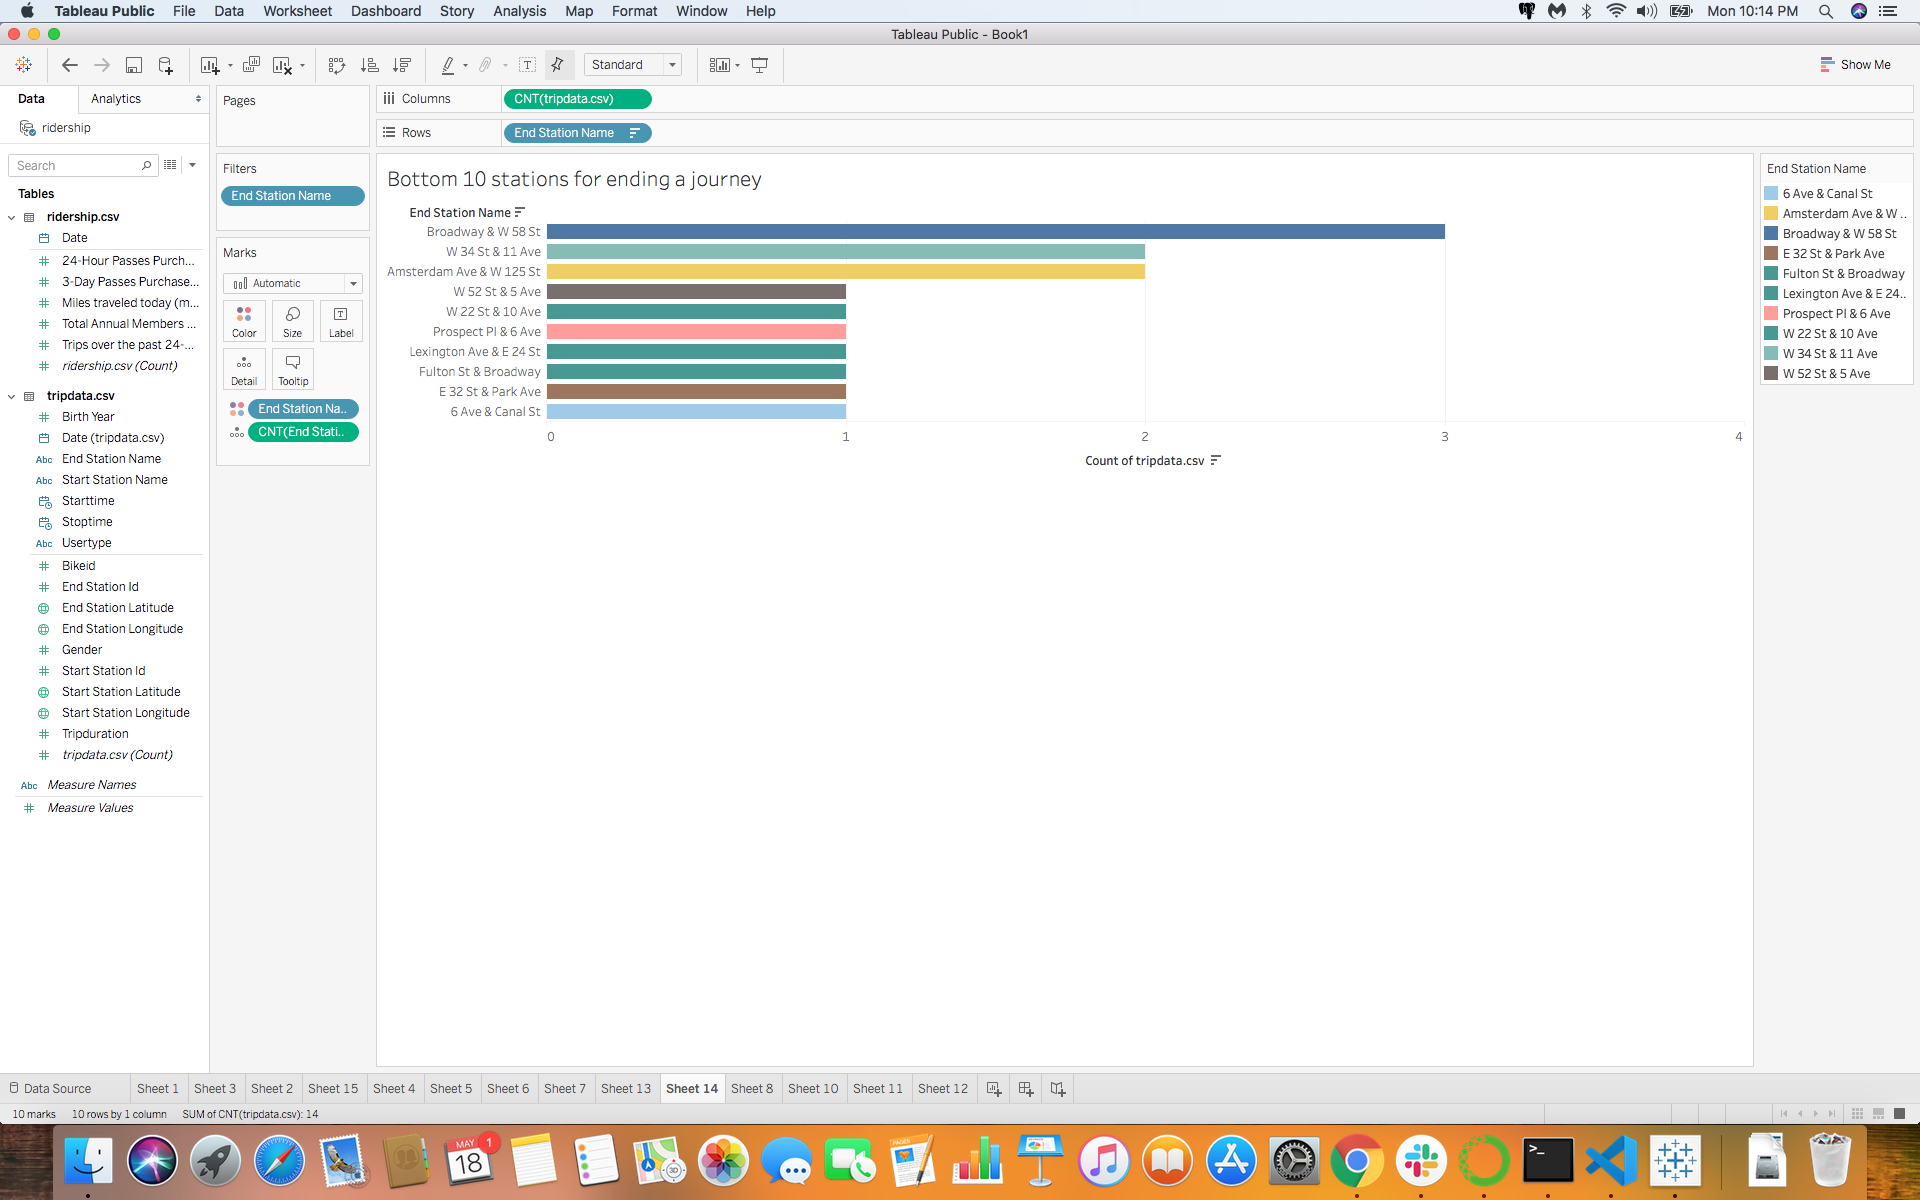 Tableau Public File Data Worksheet Dashboard Story Analysis Map Format Window Help Mon 10:14 PM
Tableau Public - Book1
Standard Show Me
Data Analytics
ridership
Search
Tables
ridership.csv
Date
24-Hour Passes Purch...
3-Day Passes Purchase...
Miles traveled today (m...
Total Annual Members ...
Trips over the past 24-...
ridership.csv (Count)
tripdata.csv
Birth Year
Date (tripdata.csv)
Abc End Station Name
Abc Start Station Name
Starttime
Stoptime
Abc Usertype
Bikeid
End Station Id
End Station Latitude
End Station Longitude
Gender
Start Station Id
Start Station Latitude
Start Station Longitude
Tripduration
tripdata.csv (Count)
Abc Measure Names
Measure Values
Pages
Filters
End Station Name
Marks
Automatic
Color Size Label
Detail Tooltip
End Station Na..
CNT(End Stati..
Columns CNT(tripdata.csv)
Rows End Station Name
Bottom 10 stations for ending a journey
End Station Name
Broadway & W 58 St
W 34 St & 11 Ave
Amsterdam Ave & W 125 St
W 52 St & 5 Ave
W 22 St & 10 Ave
Prospect Pl & 6 Ave
Lexington Ave & E 24 St
Fulton St & Broadway
E 32 St & Park Ave
6 Ave & Canal St
0 1 2 3 4
Count of tripdata.csv
End Station Name
6 Ave & Canal St
Amsterdam Ave & W ..
Broadway & W 58 St
E 32 St & Park Ave
Fulton St & Broadway
Lexington Ave & E 24..
Prospect Pl & 6 Ave
W 22 St & 10 Ave
W 34 St & 11 Ave
W 52 St & 5 Ave
Data Source Sheet 1 Sheet 3 Sheet 2 Sheet 15 Sheet 4 Sheet 5 Sheet 6 Sheet 7 Sheet 13 Sheet 14 Sheet 8 Sheet 10 Sheet 11 Sheet 12
10 marks 10 rows by 1 column SUM of CNT(tripdata.csv): 14
MAY 1
18
3D
PAGES